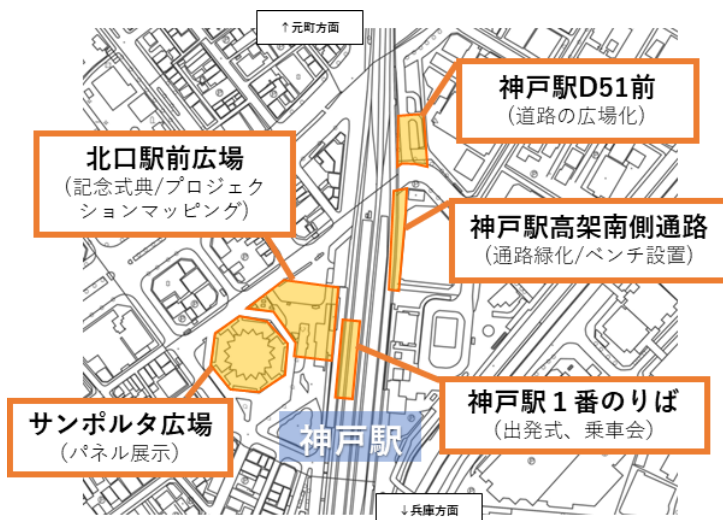 ↑元町方面
神戸駅D51前
(道路の広場化)
北口駅前広場
(記念式典/プロジェク
ションマッピング)
神戸駅高架南側通路
(通路緑化/ベンチ設置)
サンポルタ広場
(パネル展示)
神戸駅１番のりば
(出発式、乗車会)
神戸駅
↓兵庫方面